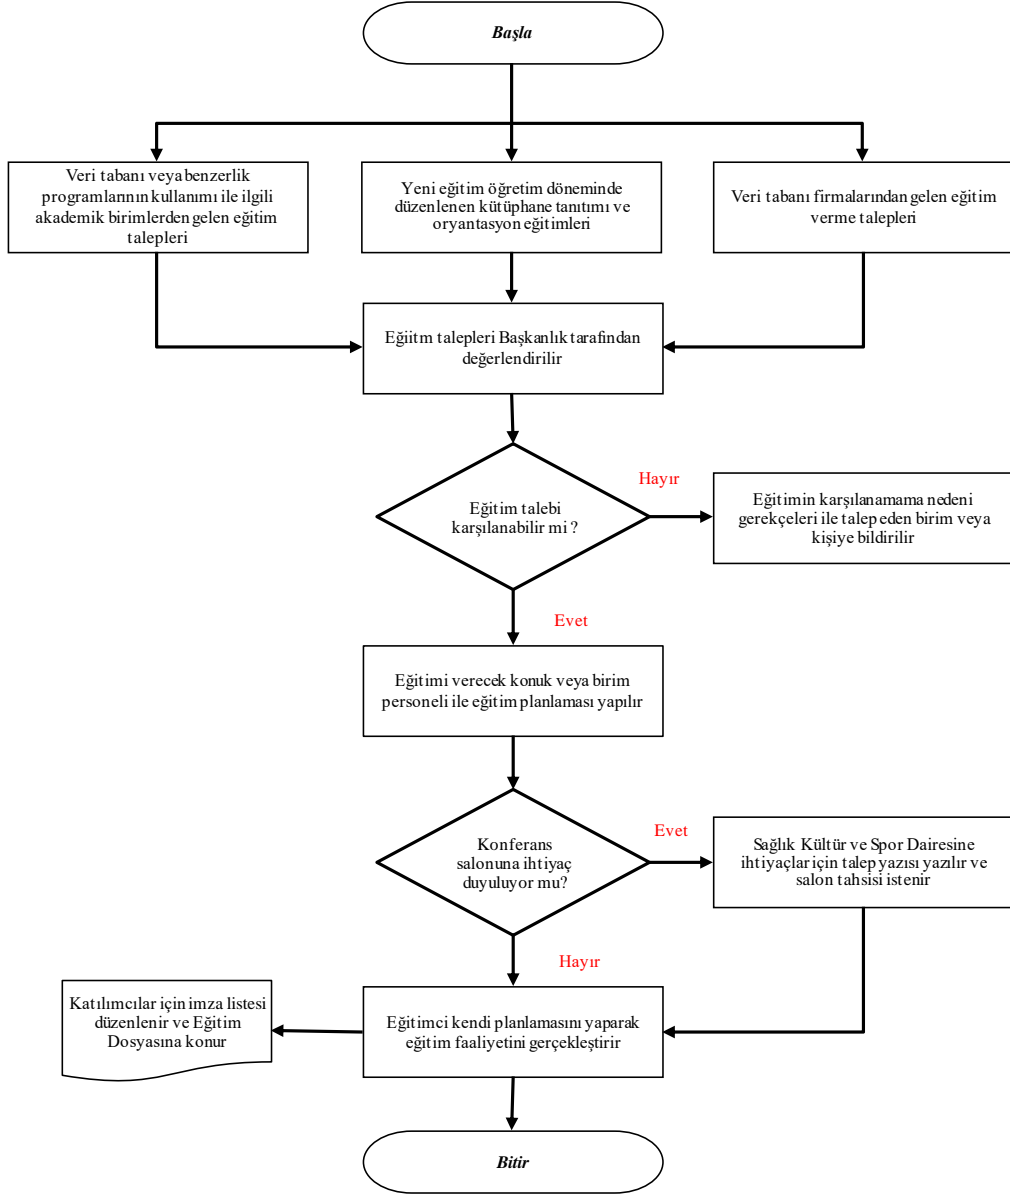 Başla
Veri tabanı veya benzerlik
programlarının kullanımı ile ilgili
akademik birimlerden gelen eğitim
talepleri
Yeni eğitim öğretim döneminde
düzenlenen kütüphane tanıtımı ve
oryantasyon eğitimleri
Veri tabanı firmalarından gelen eğitim
verme talepleri
Eğiitm talepleri Başkanlık tarafından
değerlendirilir
Eğitim talebi
karşılanabilir mi ?
Hayır
Eğitimin karşılanamama nedeni
gerekçeleri ile talep eden birim veya
kişiye bildirilir
Evet
Eğitimi verecek konuk veya birim
personeli ile eğitim planlaması yapılır
Konferans
salonuna ihtiyaç
duyuluyor mu?
Evet
Sağlık Kültür ve Spor Dairesine
ihtiyaçlar için talep yazısı yazılır ve
salon tahsisi istenir
Hayır
Katılımcılar için imza listesi
düzenlenir ve Eğitim
Dosyasına konur
Eğitimci kendi planlamasını yaparak
eğitim faaliyetini gerçekleştirir
Bitir